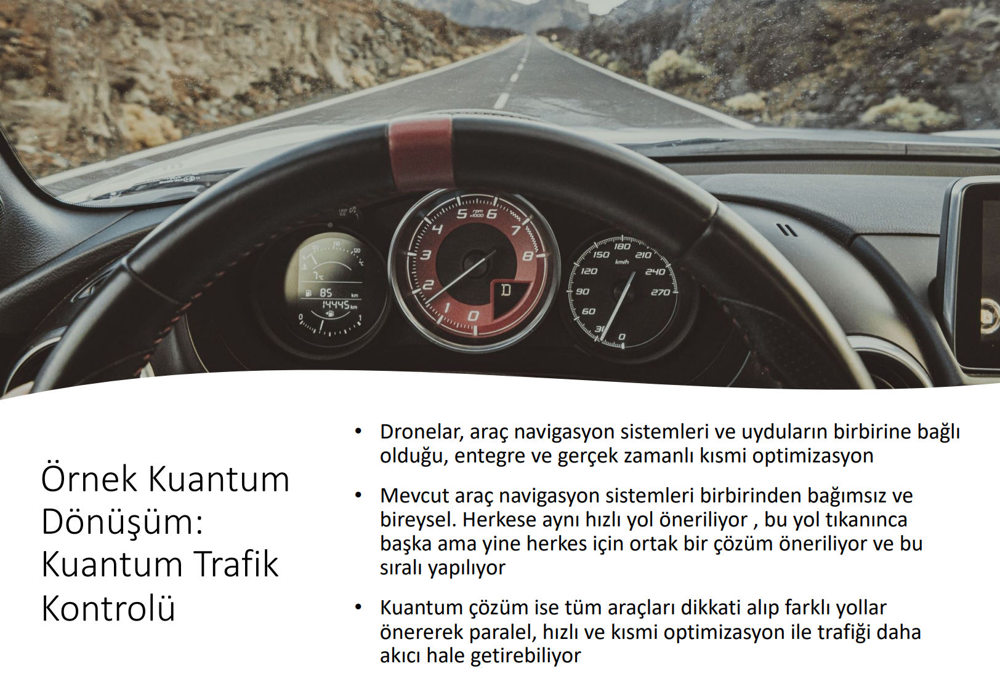 TRIP
5 rpm x1000 6
4
7
3
8
2
D
1
0
110
120
7°C
85 km
14445 km
0
1
180
150
210
km/h
120
240
90
270
60
0
Örnek Kuantum
Dönüşüm:
Kuantum Trafik
Kontrolü
• Dronelar, araç navigasyon sistemleri ve uyduların birbirine bağlı
olduğu, entegre ve gerçek zamanlı kısmi optimizasyon
• Mevcut araç navigasyon sistemleri birbirinden bağımsız ve
bireysel. Herkese aynı hızlı yol öneriliyor , bu yol tıkanınca
başka ama yine herkes için ortak bir çözüm öneriliyor ve bu
sıralı yapılıyor
• Kuantum çözüm ise tüm araçları dikkati alıp farklı yollar
önererek paralel, hızlı ve kısmi optimizasyon ile trafiği daha
akıcı hale getirebiliyor